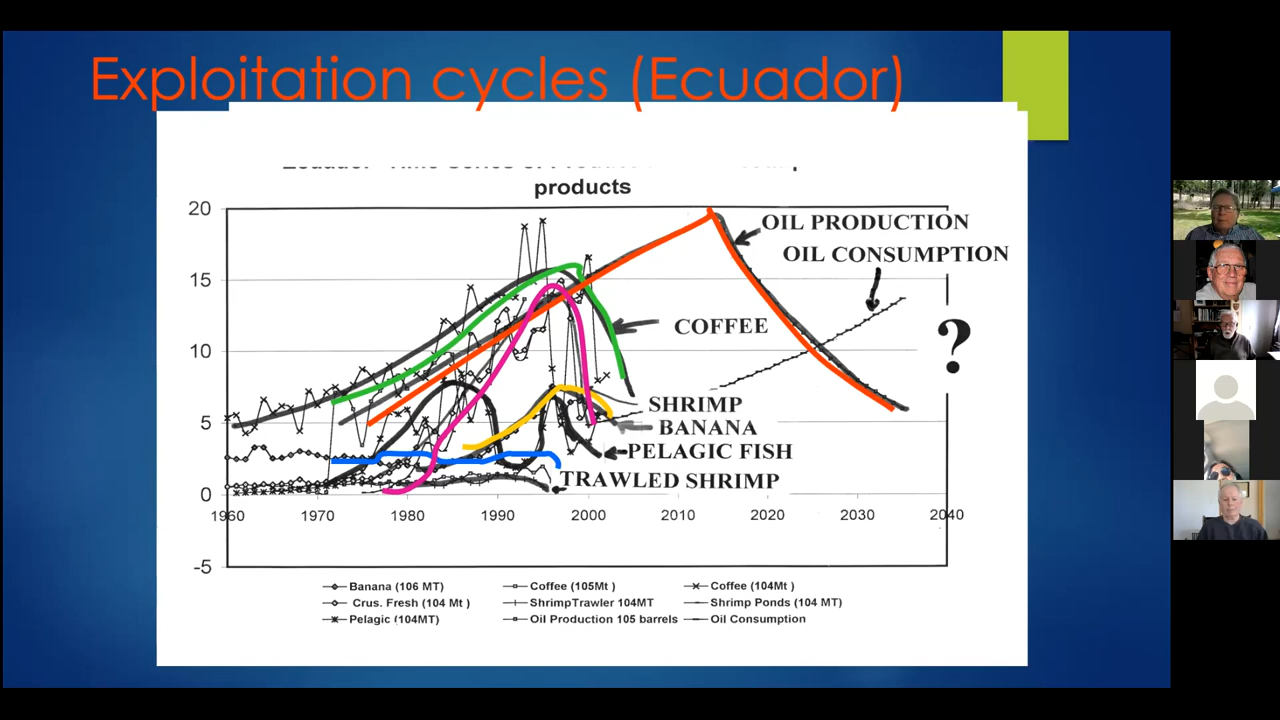 Exploitation cycles (Ecuador)
products
20
15
10
5
0
-5
OIL PRODUCTION
OIL CONSUMPTION
COFFEE
?
SHRIMP
BANANA
PELAGIC FISH
TRAWLED SHRIMP
1960 1970 1980 1990 2000 2010 2020 2030 2040
Banana (106 MT) Coffee (105Mt ) Coffee (104Mt )
Crus. Fresh (104 Mt ) ShrimpTrawler 104MT Shrimp Ponds (104 MT)
Pelagic (104MT) Oil Production 105 barrels Oil Consumption